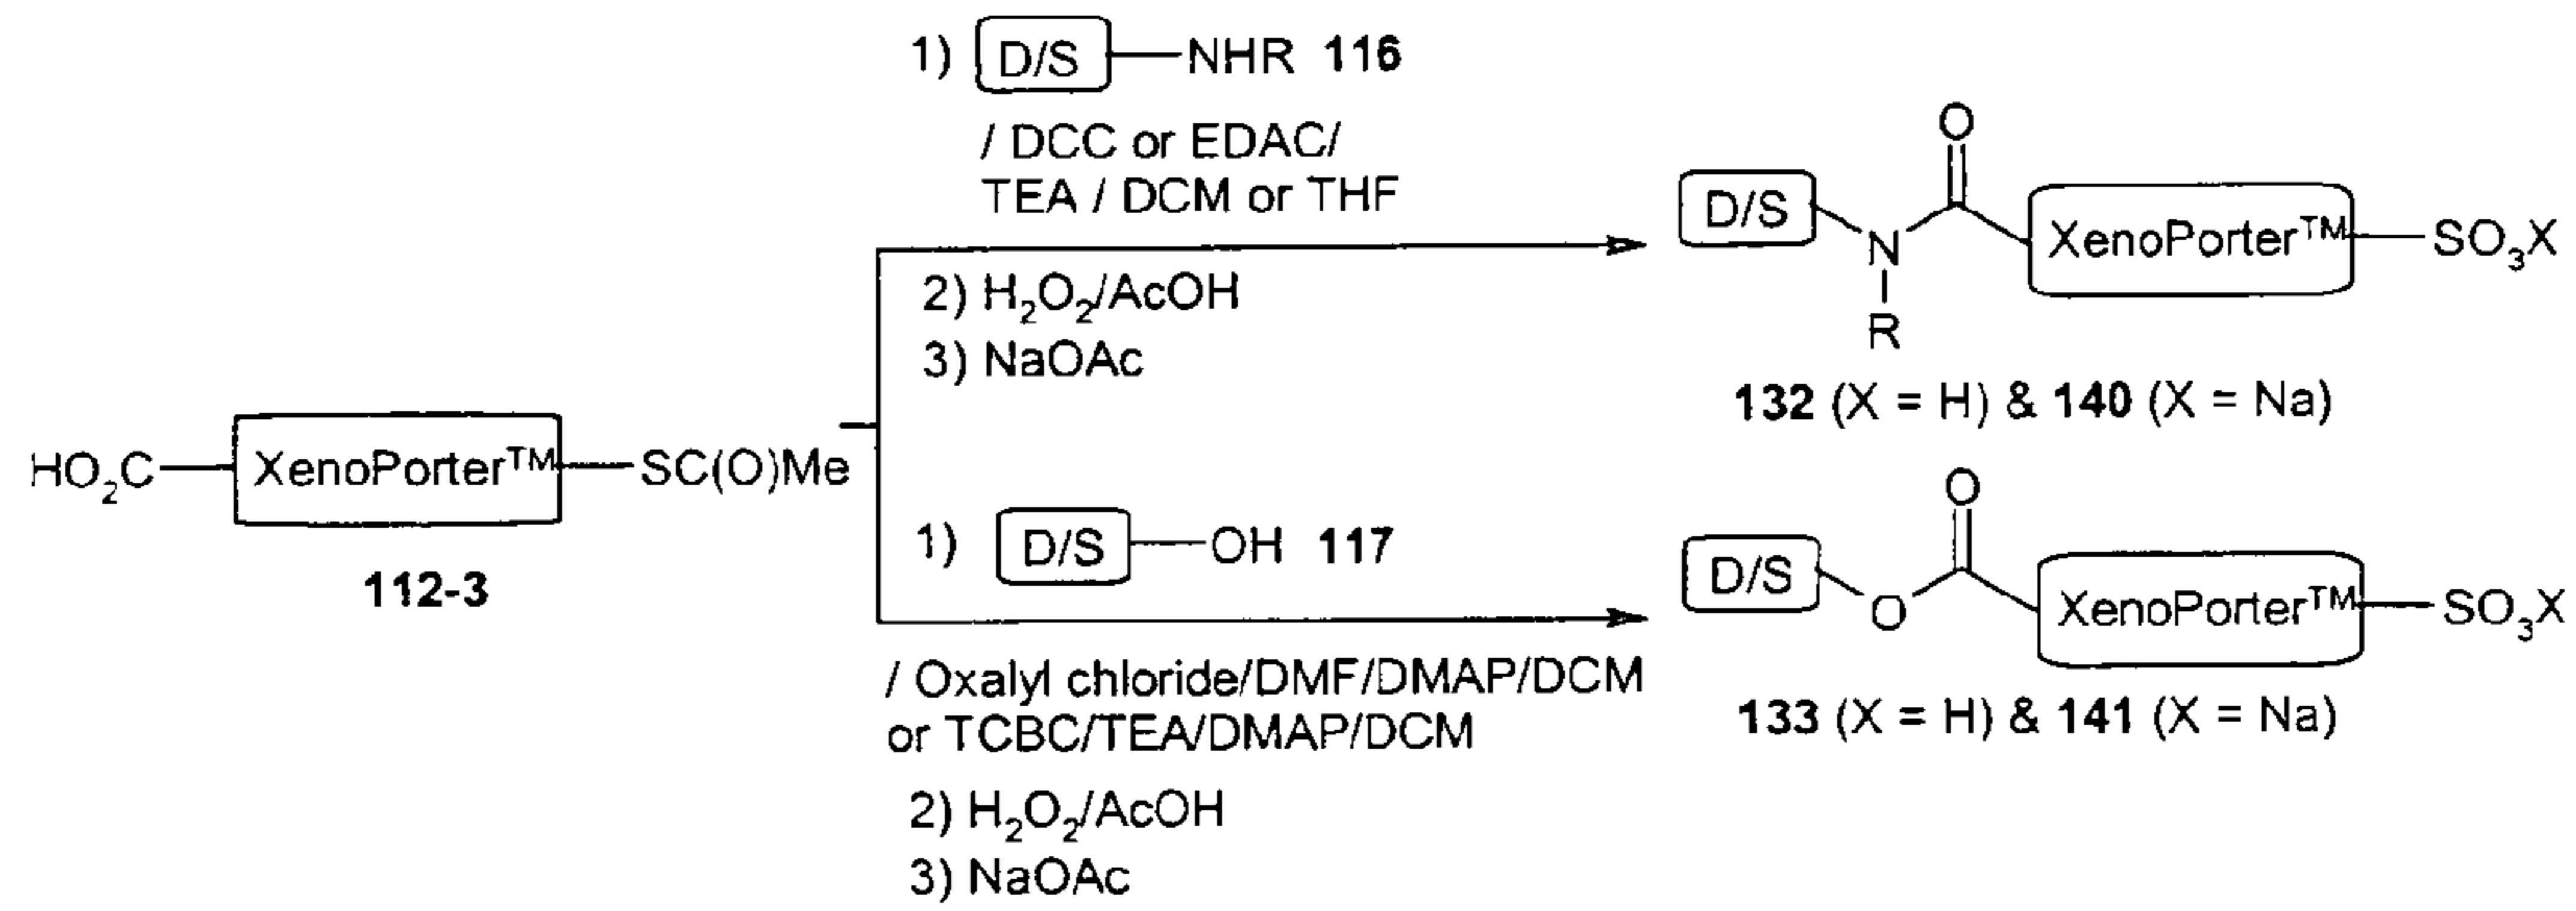 1) D/S NHR 116
/ DCC or EDAC/
TEA / DCM or THF
2) H₂O₂/AcOH
3) NaOAc
D/S N R O XenoPorter™ SO₃X
132 (X = H) & 140 (X = Na)
HO₂C XenoPorter™ SC(O)Me
112-3
1) D/S OH 117
/ Oxalyl chloride/DMF/DMAP/DCM
or TCBC/TEA/DMAP/DCM
2) H₂O₂/AcOH
3) NaOAc
D/S O O XenoPorter™ SO₃X
133 (X = H) & 141 (X = Na)